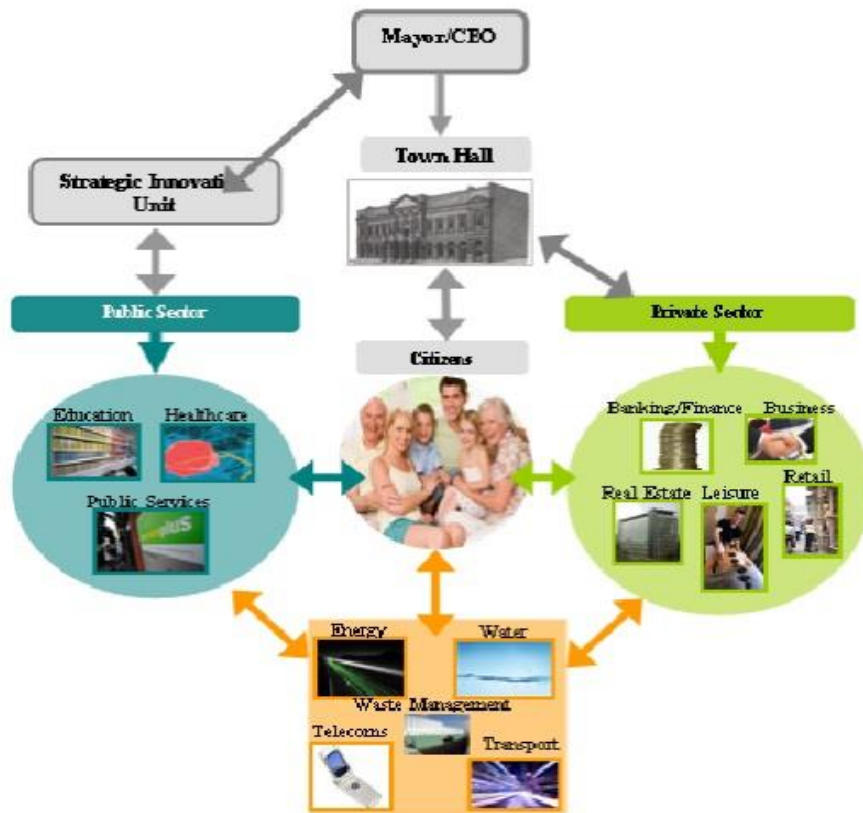 Mayor/CEO
Town Hall
Strategic Innovati
Unit
Public Sector
Private Sector
Citizens
Education Healthcare
Public Services
Banking/Finance Business
Retail
Real Estate Leisure
Energy Water
Waste Management
Telecoms
Transport